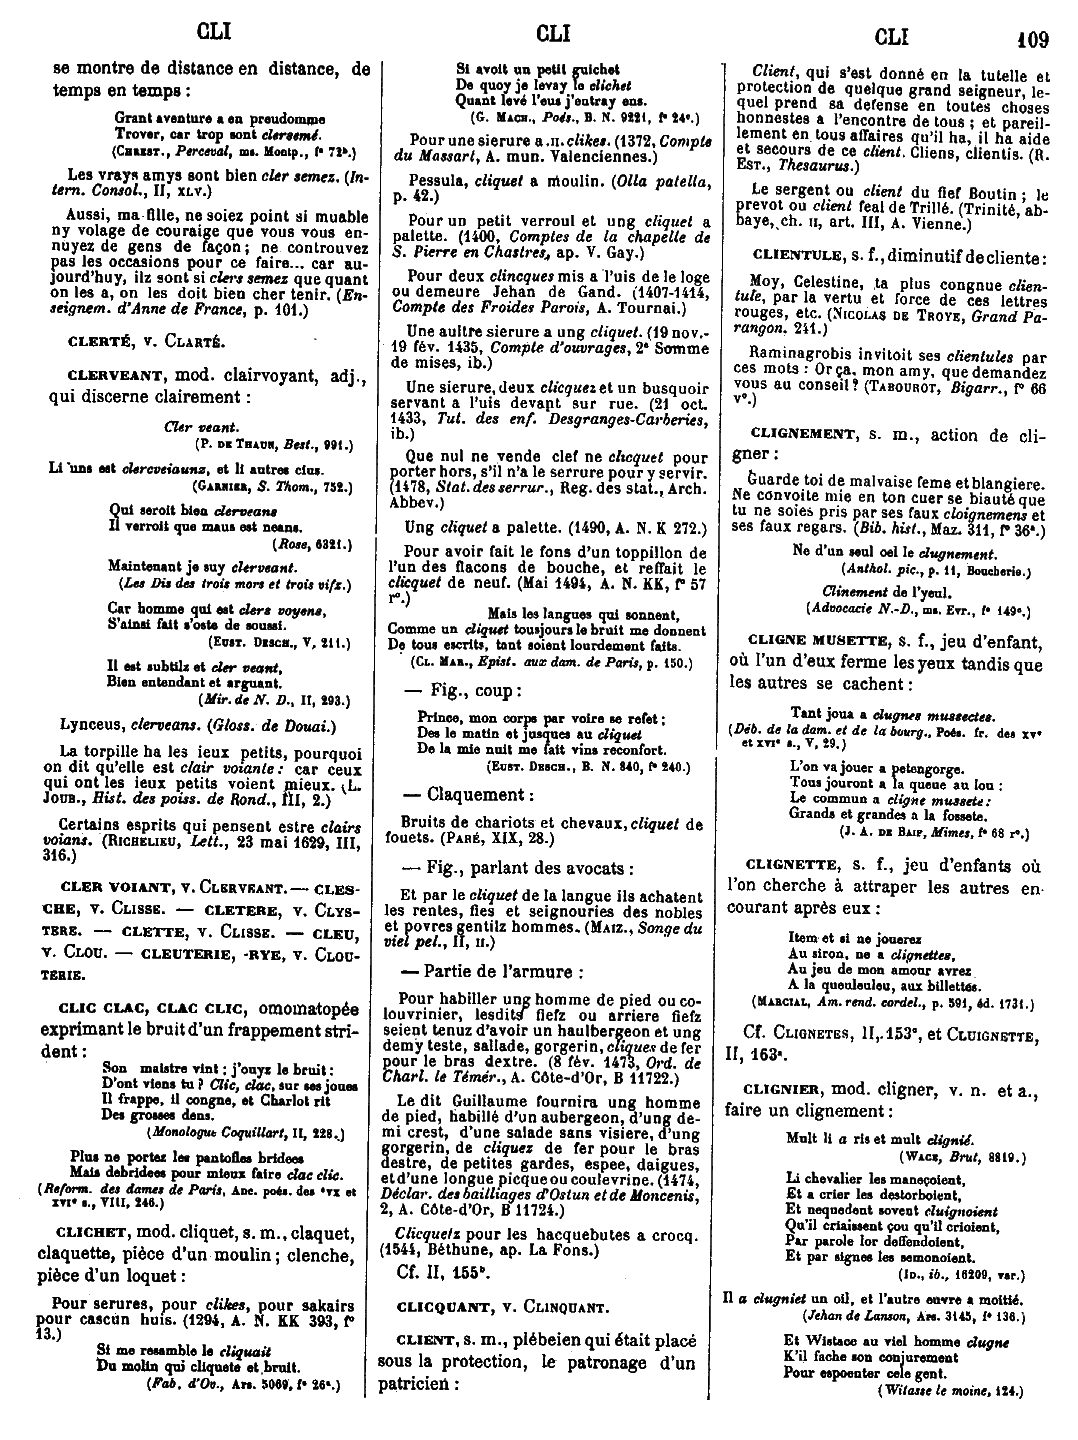 CLI
CLI
CLI
109
se montre de distance en distance, de
temps en temps :
Grant aventure a en preudomme
Trover, car trop sont clersemé.
(CHREST., Perceval, ms. Montp., f° 72ᵇ.)
Les vrays amys sont bien cler semez. (In-
tern. Consol., II, XLV.)
Aussi, ma fille, ne soiez point si muable
ny volage de couraige que vous vous en-
nuyez de gens de façon ; ne controuvez
pas les occasions pour ce faire... car au-
jourd'huy, ilz sont si clers semez que quant
on les a, on les doit bien cher tenir. (En-
seignem. d'Anne de France, p. 101.)
CLERTÉ, v. CLARTÉ.
CLERVEANT, mod. clairvoyant, adj.,
qui discerne clairement :
Cler veant.
(P. DE THAUN, Best., 991.)
Li uns est clerceveiaunz, et li autres cius.
(GARNIER, S. Thom., 752.)
Qui seroit bien clerveans
Il verroit que maus est neans.
(Rose, 6321.)
Maintenant je suy clerveant.
(Les Dis des trois mors et trois vifz.)
Car homme qui est clers voyens,
S'ainsi fait s'oste de soussi.
(EUST. DESCH., V, 211.)
Il est subtilz et cler veant,
Bien entendant et arguant.
(Mir. de N. D., II, 293.)
Lynceus, clerveans. (Gloss. de Douai.)
La torpille ha les ieux petits, pourquoi
on dit qu'elle est clair voiante : car ceux
qui ont les ieux petits voient mieux. (L.
JOUB., Hist. des poiss. de Rond., III, 2.)
Certains esprits qui pensent estre clairs
voians. (RICHELIEU, Lett., 23 mai 1629, III,
316.)
CLER VOIANT, v. CLERVEANT. — CLES-
CHE, v. CLISSE. — CLETERE, v. CLYS-
TERE. — CLETTE, v. CLISSE. — CLEU,
v. CLOU. — CLEUTERIE, -RYE, v. CLOU-
TERIE.
CLIC CLAC, CLAC CLIC, omomatopée
exprimant le bruit d'un frappement stri-
dent :
Son maistre vint ; j'ouyz le bruit :
D'ont viens tu ? Clic, clac, sur ses joues
Il frappe, il congne, et Charlot rit
Des grosses dens.
(Monologue Coquillart, II, 228.)
Plus ne portez les pantofles bridees
Mais debridees pour mieux faire clac clic.
(Reform. des dames de Paris, Anc. poés. des XVᵉ et
XVIᵉ s., VIII, 246.)
CLICHET, mod. cliquet, s. m., claquet,
claquette, pièce d'un moulin ; clenche,
pièce d'un loquet :
Pour serures, pour clikes, pour sakairs
pour cascun huis. (1294, A. N. KK 393, f°
13.)
Si me resamble le cliquait
Du molin qui cliquete et bruit.
(Fab. d'Ov., Ars. 5069, f° 26ᵃ.)
Si avoit un petit guichet
De quoy je levay le clichet
Quant levé l'eus j'entray ens.
(G. MACH., Poés., B. N. 9221, f° 24ᶜ.)
Pour une sierure a .II. clikes. (1372, Compte
du Massart, A. mun. Valenciennes.)
Pessula, cliquet a moulin. (Olla patella,
p. 42.)
Pour un petit verroul et ung cliquet a
palette. (1400, Comptes de la chapelle de
S. Pierre en Chastres, ap. V. Gay.)
Pour deux clincques mis a l'uis de le loge
ou demeure Jehan de Gand. (1407-1414,
Compte des Froides Parois, A. Tournai.)
Une aultre sierure a ung cliquet. (19 nov.-
19 fév. 1435, Compte d'ouvrages, 2ᵉ Somme
de mises, ib.)
Une sierure, deux clicquez et un busquoir
servant a l'uis devant sur rue. (21 oct.
1433, Tut. des enf. Desgranges-Carberies,
ib.)
Que nul ne vende clef ne clicquet pour
porter hors, s'il n'a le serrure pour y servir.
(1478, Stat. des serrur., Reg. des stat., Arch.
Abbev.)
Ung cliquet a palette. (1490, A. N. K 272.)
Pour avoir fait le fons d'un toppillon de
l'un des flacons de bouche, et reffait le
clicquet de neuf. (Mai 1494, A. N. KK, f° 57
r°.)
Mais les langues qui sonnent,
Comme un cliquet tousjours le bruit me donnent
De tous escrits, tant soient lourdement faits.
(CL. MAR., Epist. aux dam. de Paris, p. 150.)
— Fig., coup :
Prince, mon corps par voire se refet ;
Des le matin et jusques au cliquet
De la mie nuit me fait vins reconfort.
(EUST. DESCH., B. N. 840, f° 240.)
— Claquement :
Bruits de chariots et chevaux, cliquet de
fouets. (PARÉ, XIX, 28.)
— Fig., parlant des avocats :
Et par le cliquet de la langue ils achatent
les rentes, fies et seignouries des nobles
et povres gentilz hommes. (MAIZ., Songe du
viel pel., II, II.)
— Partie de l'armure :
Pour habiller ung homme de pied ou co-
louvrinier, lesdits fiefz ou arriere fiefz
seient tenuz d'avoir un haulbergeon et ung
demy teste, sallade, gorgerin, cliques de fer
pour le bras dextre. (8 fév. 1473, Ord. de
Charl. le Témér., A. Côte-d'Or, B 11722.)
Le dit Guillaume fournira ung homme
de pied, habillé d'un aubergeon, d'ung de-
mi crest, d'une salade sans visiere, d'ung
gorgerin, de cliquez de fer pour le bras
destre, de petites gardes, espee, daigues,
et d'une longue picque ou coulevrine. (1474,
Déclar. des bailliages d'Ostun et de Moncenis,
2, A. Côte-d'Or, B 11724.)
Clicquetz pour les hacquebutes a crocq.
(1544, Béthune, ap. La Fons.)
Cf. II, 155ᵇ.
CLICQUANT, v. CLINQUANT.
CLIENT, s. m., plébeien qui était placé
sous la protection, le patronage d'un
patricien :
Client, qui s'est donné en la tutelle et
protection de quelque grand seigneur, le-
quel prend sa defense en toutes choses
honnestes a l'encontre de tous ; et pareil-
lement en tous affaires qu'il ha, il ha aide
et secours de ce client. Cliens, clientis. (R.
EST., Thesaurus.)
Le sergent ou client du fief Boutin ; le
prevot ou client feal de Trillé. (Trinité, ab-
baye, ch. II, art. III, A. Vienne.)
CLIENTULE, s. f., diminutif de cliente :
Moy, Celestine, ta plus congnue clien-
tule, par la vertu et force de ces lettres
rouges, etc. (NICOLAS DE TROYE, Grand Pa-
rangon. 241.)
Raminagrobis invitoit ses clientules par
ces mots : Or ça, mon amy, que demandez
vous au conseil ? (TABOUROT, Bigarr., f° 66
v°.)
CLIGNEMENT, s. m., action de cli-
gner :
Guarde toi de malvaise feme et blangiere.
Ne convoite mie en ton cuer se biauté que
tu ne soies pris par ses faux cloignemens et
ses faux regars. (Bib. hist., Maz. 311, f° 36ᵃ.)
Ne d'un seul oel le clugnement.
(Anthol. pic., p. 11, Boucherie.)
Clinement de l'yeul.
(Advocacie N.-D., ms. Evr., f° 149ᵃ.)
CLIGNE MUSETTE, s. f., jeu d'enfant,
où l'un d'eux ferme les yeux tandis que
les autres se cachent :
Tant joua a clugnes mussectes.
(Déb. de la dam. et de la bourg., Poés. fr. des XVᵉ
et XVIᵉ s., V, 29.)
L'on va jouer a petengorge.
Tous jouront a la queue au lou :
Le commun a cligne mussete :
Grands et grandes a la fossete.
(J. A. DE BAIF, Mimes, f° 68 r°.)
CLIGNETTE, s. f., jeu d'enfants où
l'on cherche à attraper les autres en
courant après eux :
Item et si ne jouerez
Au siron, ne a clignettes,
Au jeu de mon amour avrez
A la queuleuleu, aux billettes.
(MARCIAL, Am. rend. cordel., p. 591, éd. 1731.)
Cf. CLIGNETES, II, 153ᶜ, et CLUIGNETTE,
II, 163ᵃ.
CLIGNIER, mod. cligner, v. n. et a.,
faire un clignement :
Mult li a ris et mult clignié.
(WACE, Brut, 8819.)
Li chevalier les maneçoient,
Et a crier les destorboient,
Et nequedent sovent cluignoient
Qu'il criaissent çou qu'il crioient,
Par parole lor deffendoient,
Et par signes les semonoient.
(ID., ib., 16209, var.)
Il a clugniet un oil, et l'autre euvre a moitié.
(Jehan de Lanson, Ars. 3145, f° 136.)
Et Wistace au viel homme clugne
K'il fache son conjurement
Pour espoenter cele gent.
(Witasse le moine, 124.)